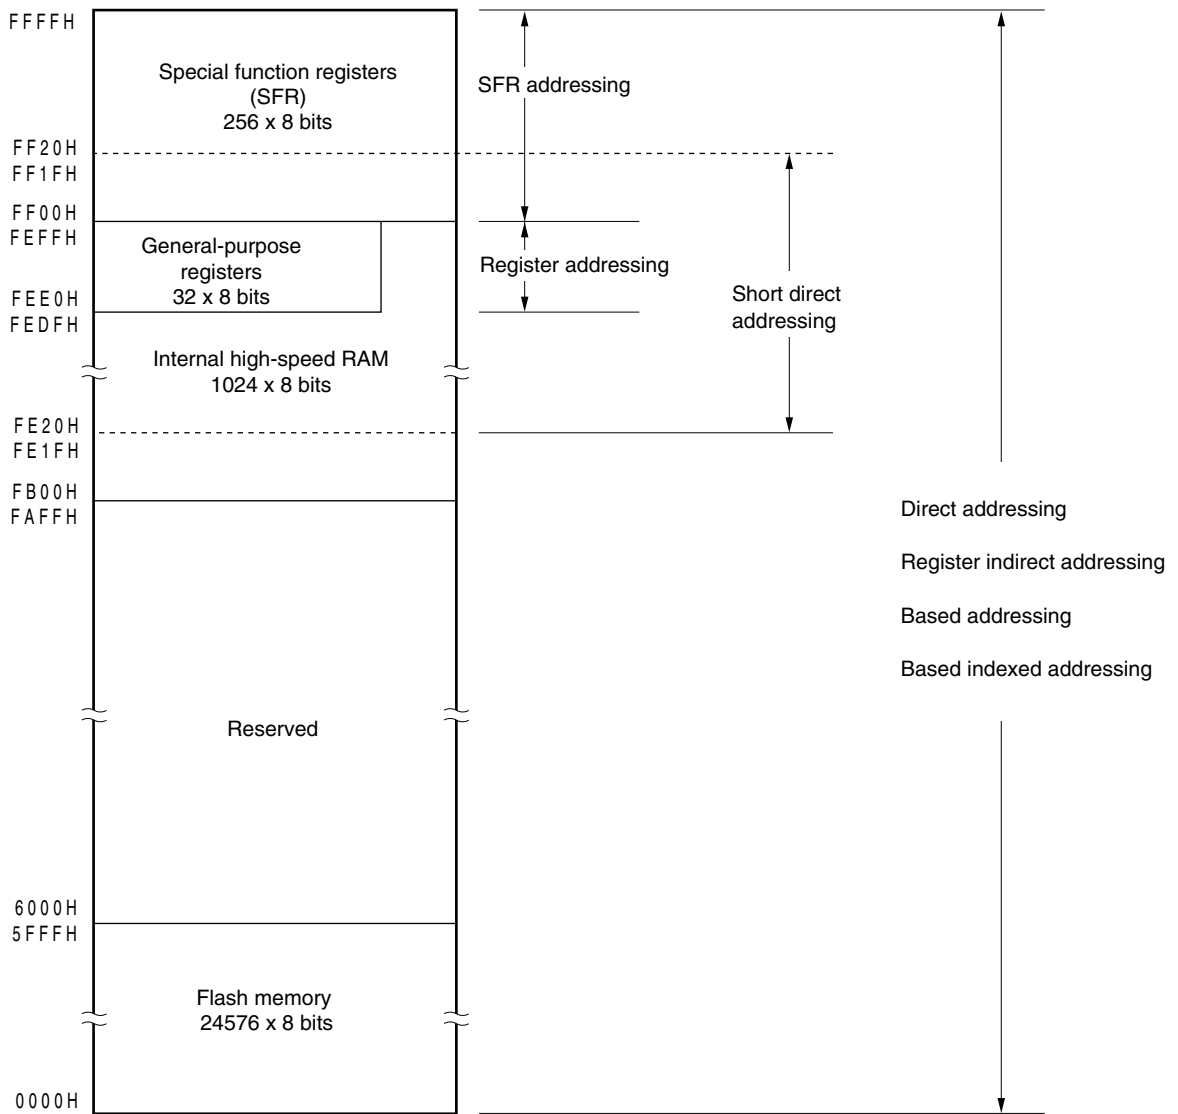 FFFFH
Special function registers
(SFR)
256 x 8 bits
SFR addressing
FF20H
FF1FH
FF00H
FEFFH
General-purpose
registers
32 x 8 bits
Register addressing
Short direct
addressing
FEE0H
FEDFH
Internal high-speed RAM
1024 x 8 bits
FE20H
FE1FH
FB00H
FAFFH
Direct addressing
Register indirect addressing
Based addressing
Based indexed addressing
Reserved
6000H
5FFFH
Flash memory
24576 x 8 bits
0000H